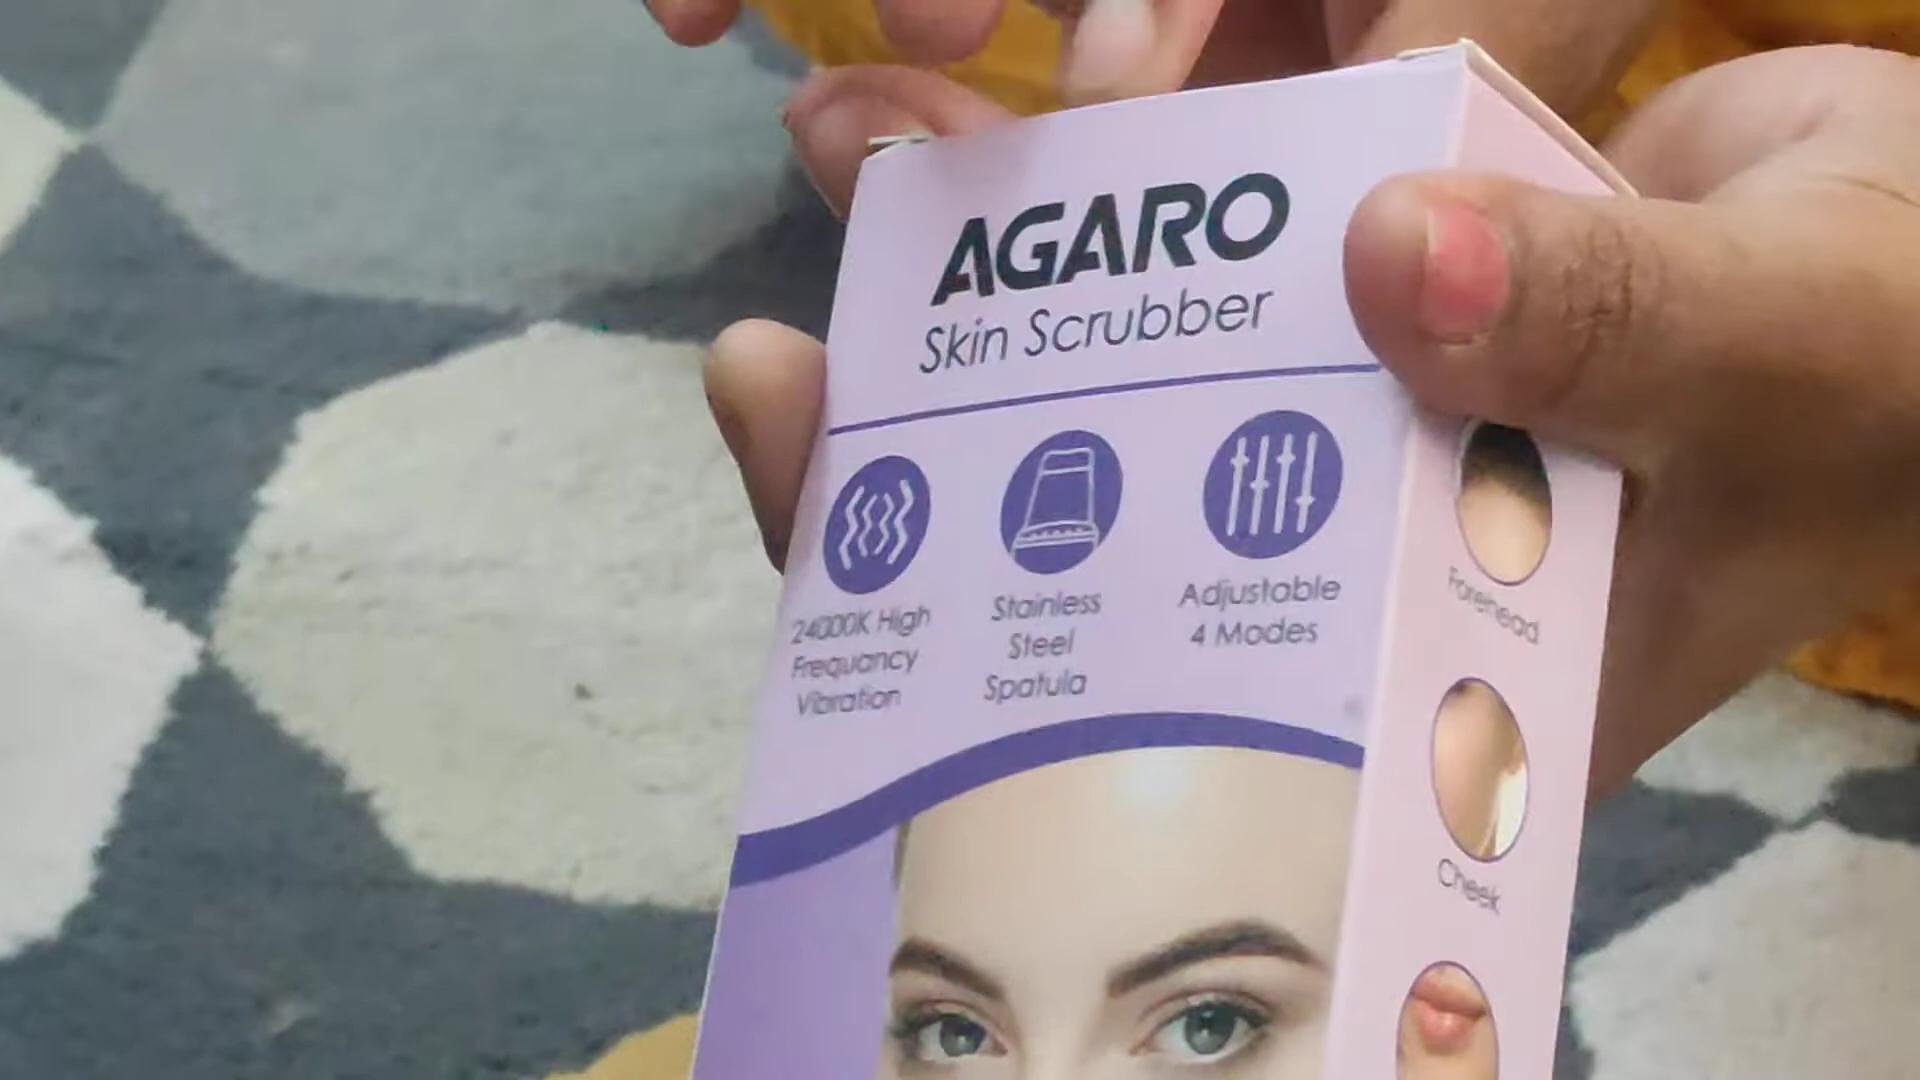 AGARO
Skin Scrubber
24000K High
Frequancy
Vibration
Stainless
Steel
Spatula
Adjustable
4 Modes
Forehead
Cheek